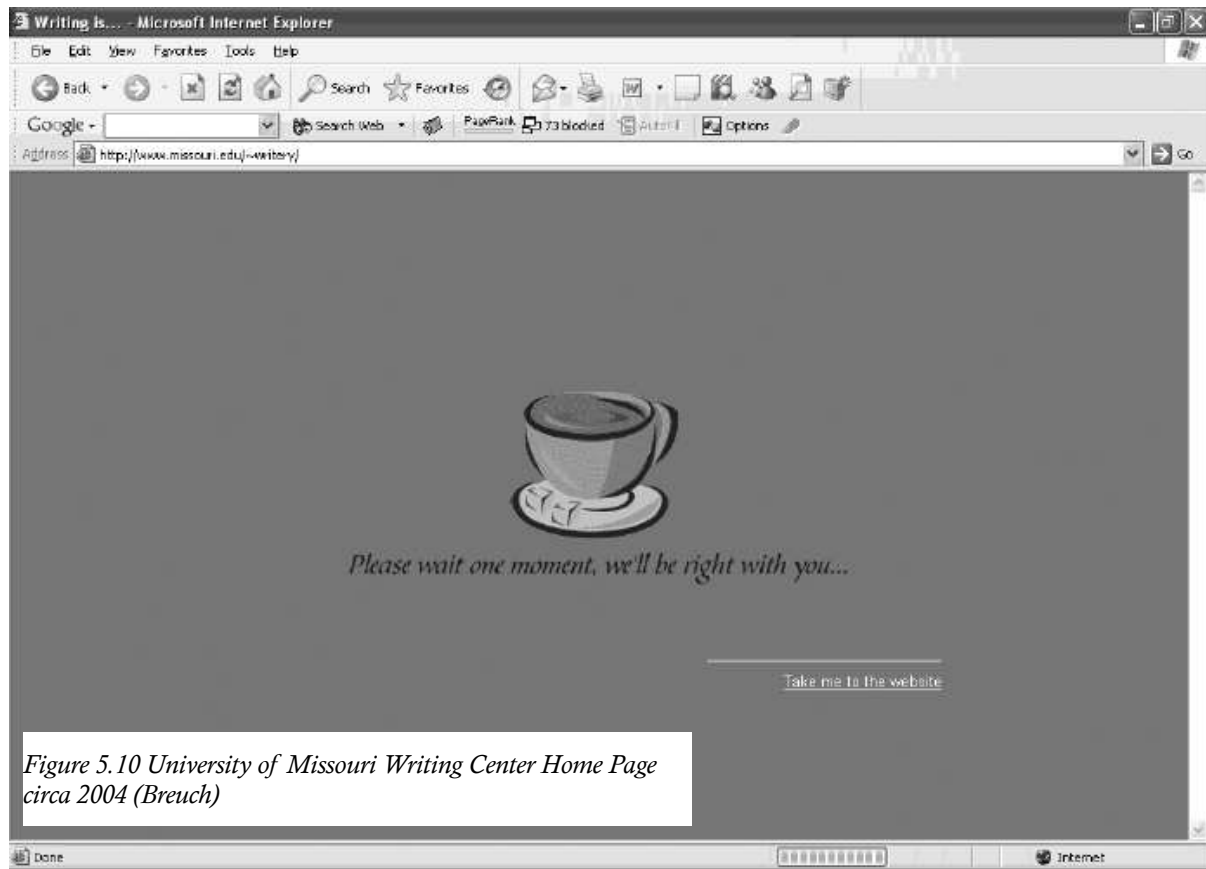 Writing is... - Microsoft Internet Explorer
File Edit View Favorites Tools Help
Back Search Favorites
Google Search Web PageRank 73 blocked AutoFill Options
Address http://www.missouri.edu/~writery/ Go
Please wait one moment, we'll be right with you...
Take me to the website
Figure 5.10 University of Missouri Writing Center Home Page
circa 2004 (Breuch)
Done Internet